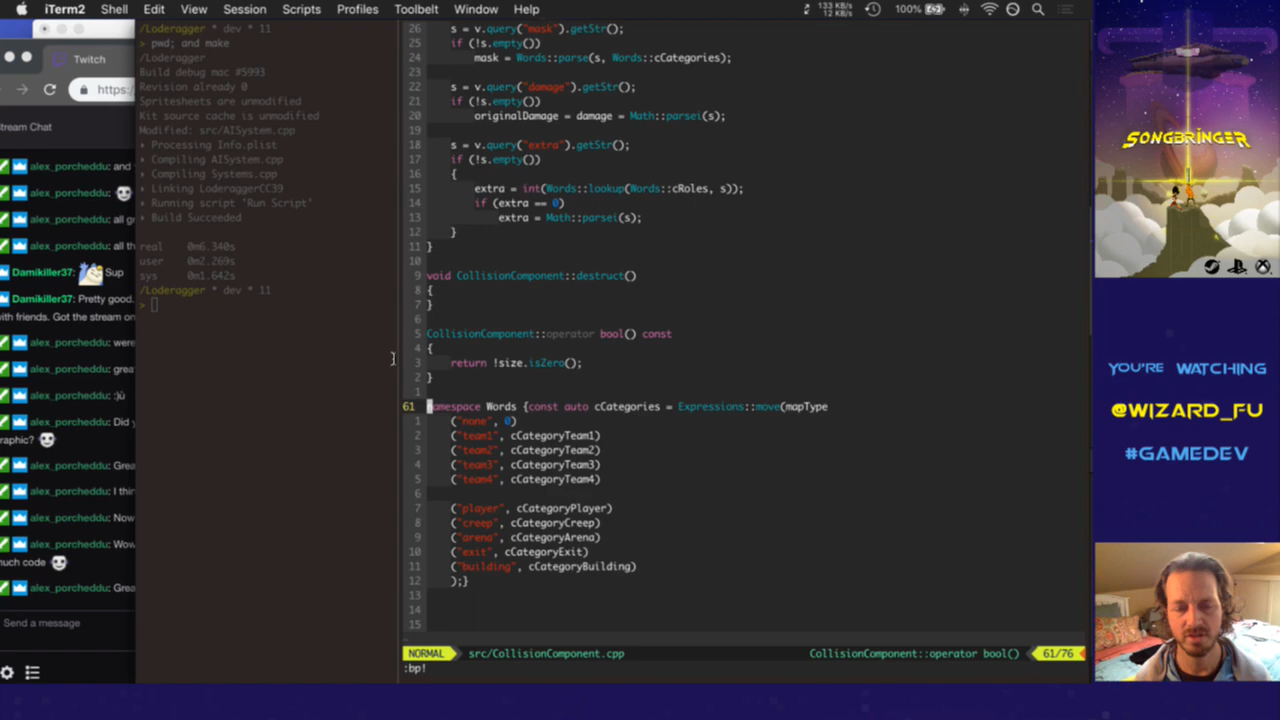 iTerm2 Shell Edit View Session Scripts Profiles Toolbelt Window Help
133 KB/s
12 KB/s
100%
Twitch
https:
Stream Chat
alex_porcheddu: and
alex_porcheddu:
alex_porcheddu: all gr
alex_porcheddu: all th
Damikiller37: Sup
Damikiller37: Pretty good.
with friends. Got the stream on
alex_porcheddu: were
alex_porcheddu: grea
alex_porcheddu: :)ù
alex_porcheddu: Did y
raphic?
alex_porcheddu: Grea
alex_porcheddu: I thin
alex_porcheddu: Now
alex_porcheddu: Wow
much code
alex_porcheddu: Grea
Send a message
/Loderagger * dev * 11
> pwd; and make
/Loderagger
Build debug mac #5993
Revision already 0
Spritesheets are unmodified
Kit source cache is unmodified
Modified: src/AISystem.cpp
Processing Info.plist
Compiling AISystem.cpp
Compiling Systems.cpp
Linking LoderaggerCC39
Running script 'Run Script'
Build Succeeded
real 0m6.340s
user 0m2.269s
sys 0m1.642s
/Loderagger * dev * 11
>
26 s = v.query("mask").getStr();
25 if (!s.empty())
24 mask = Words::parse(s, Words::cCategories);
23
22 s = v.query("damage").getStr();
21 if (!s.empty())
20 originalDamage = damage = Math::parsei(s);
19
18 s = v.query("extra").getStr();
17 if (!s.empty())
16 {
15 extra = int(Words::lookup(Words::cRoles, s));
14 if (extra == 0)
13 extra = Math::parsei(s);
12 }
11 }
10
9 void CollisionComponent::destruct()
8 {
7 }
6
5 CollisionComponent::operator bool() const
4 {
3 return !size.isZero();
2 }
1
61 namespace Words {const auto cCategories = Expressions::move(mapType
1 ("none", 0)
2 ("team1", cCategoryTeam1)
3 ("team2", cCategoryTeam2)
4 ("team3", cCategoryTeam3)
5 ("team4", cCategoryTeam4)
6
7 ("player", cCategoryPlayer)
8 ("creep", cCategoryCreep)
9 ("arena", cCategoryArena)
10 ("exit", cCategoryExit)
11 ("building", cCategoryBuilding)
12 );}
13
14
15
~
NORMAL src/CollisionComponent.cpp CollisionComponent::operator bool() 61/76
:bp!
SONGBRINGER
YOU'RE WATCHING
@WIZARD_FU
#GAMEDEV